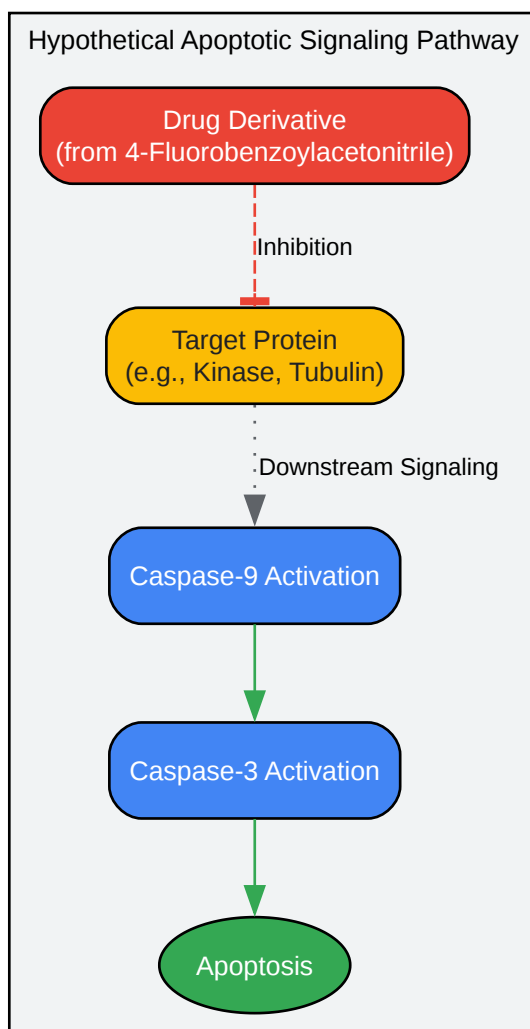 Hypothetical Apoptotic Signaling Pathway
Drug Derivative
(from 4-Fluorobenzoylacetonitrile)
Inhibition
Target Protein
(e.g., Kinase, Tubulin)
Downstream Signaling
Caspase-9 Activation
Caspase-3 Activation
Apoptosis